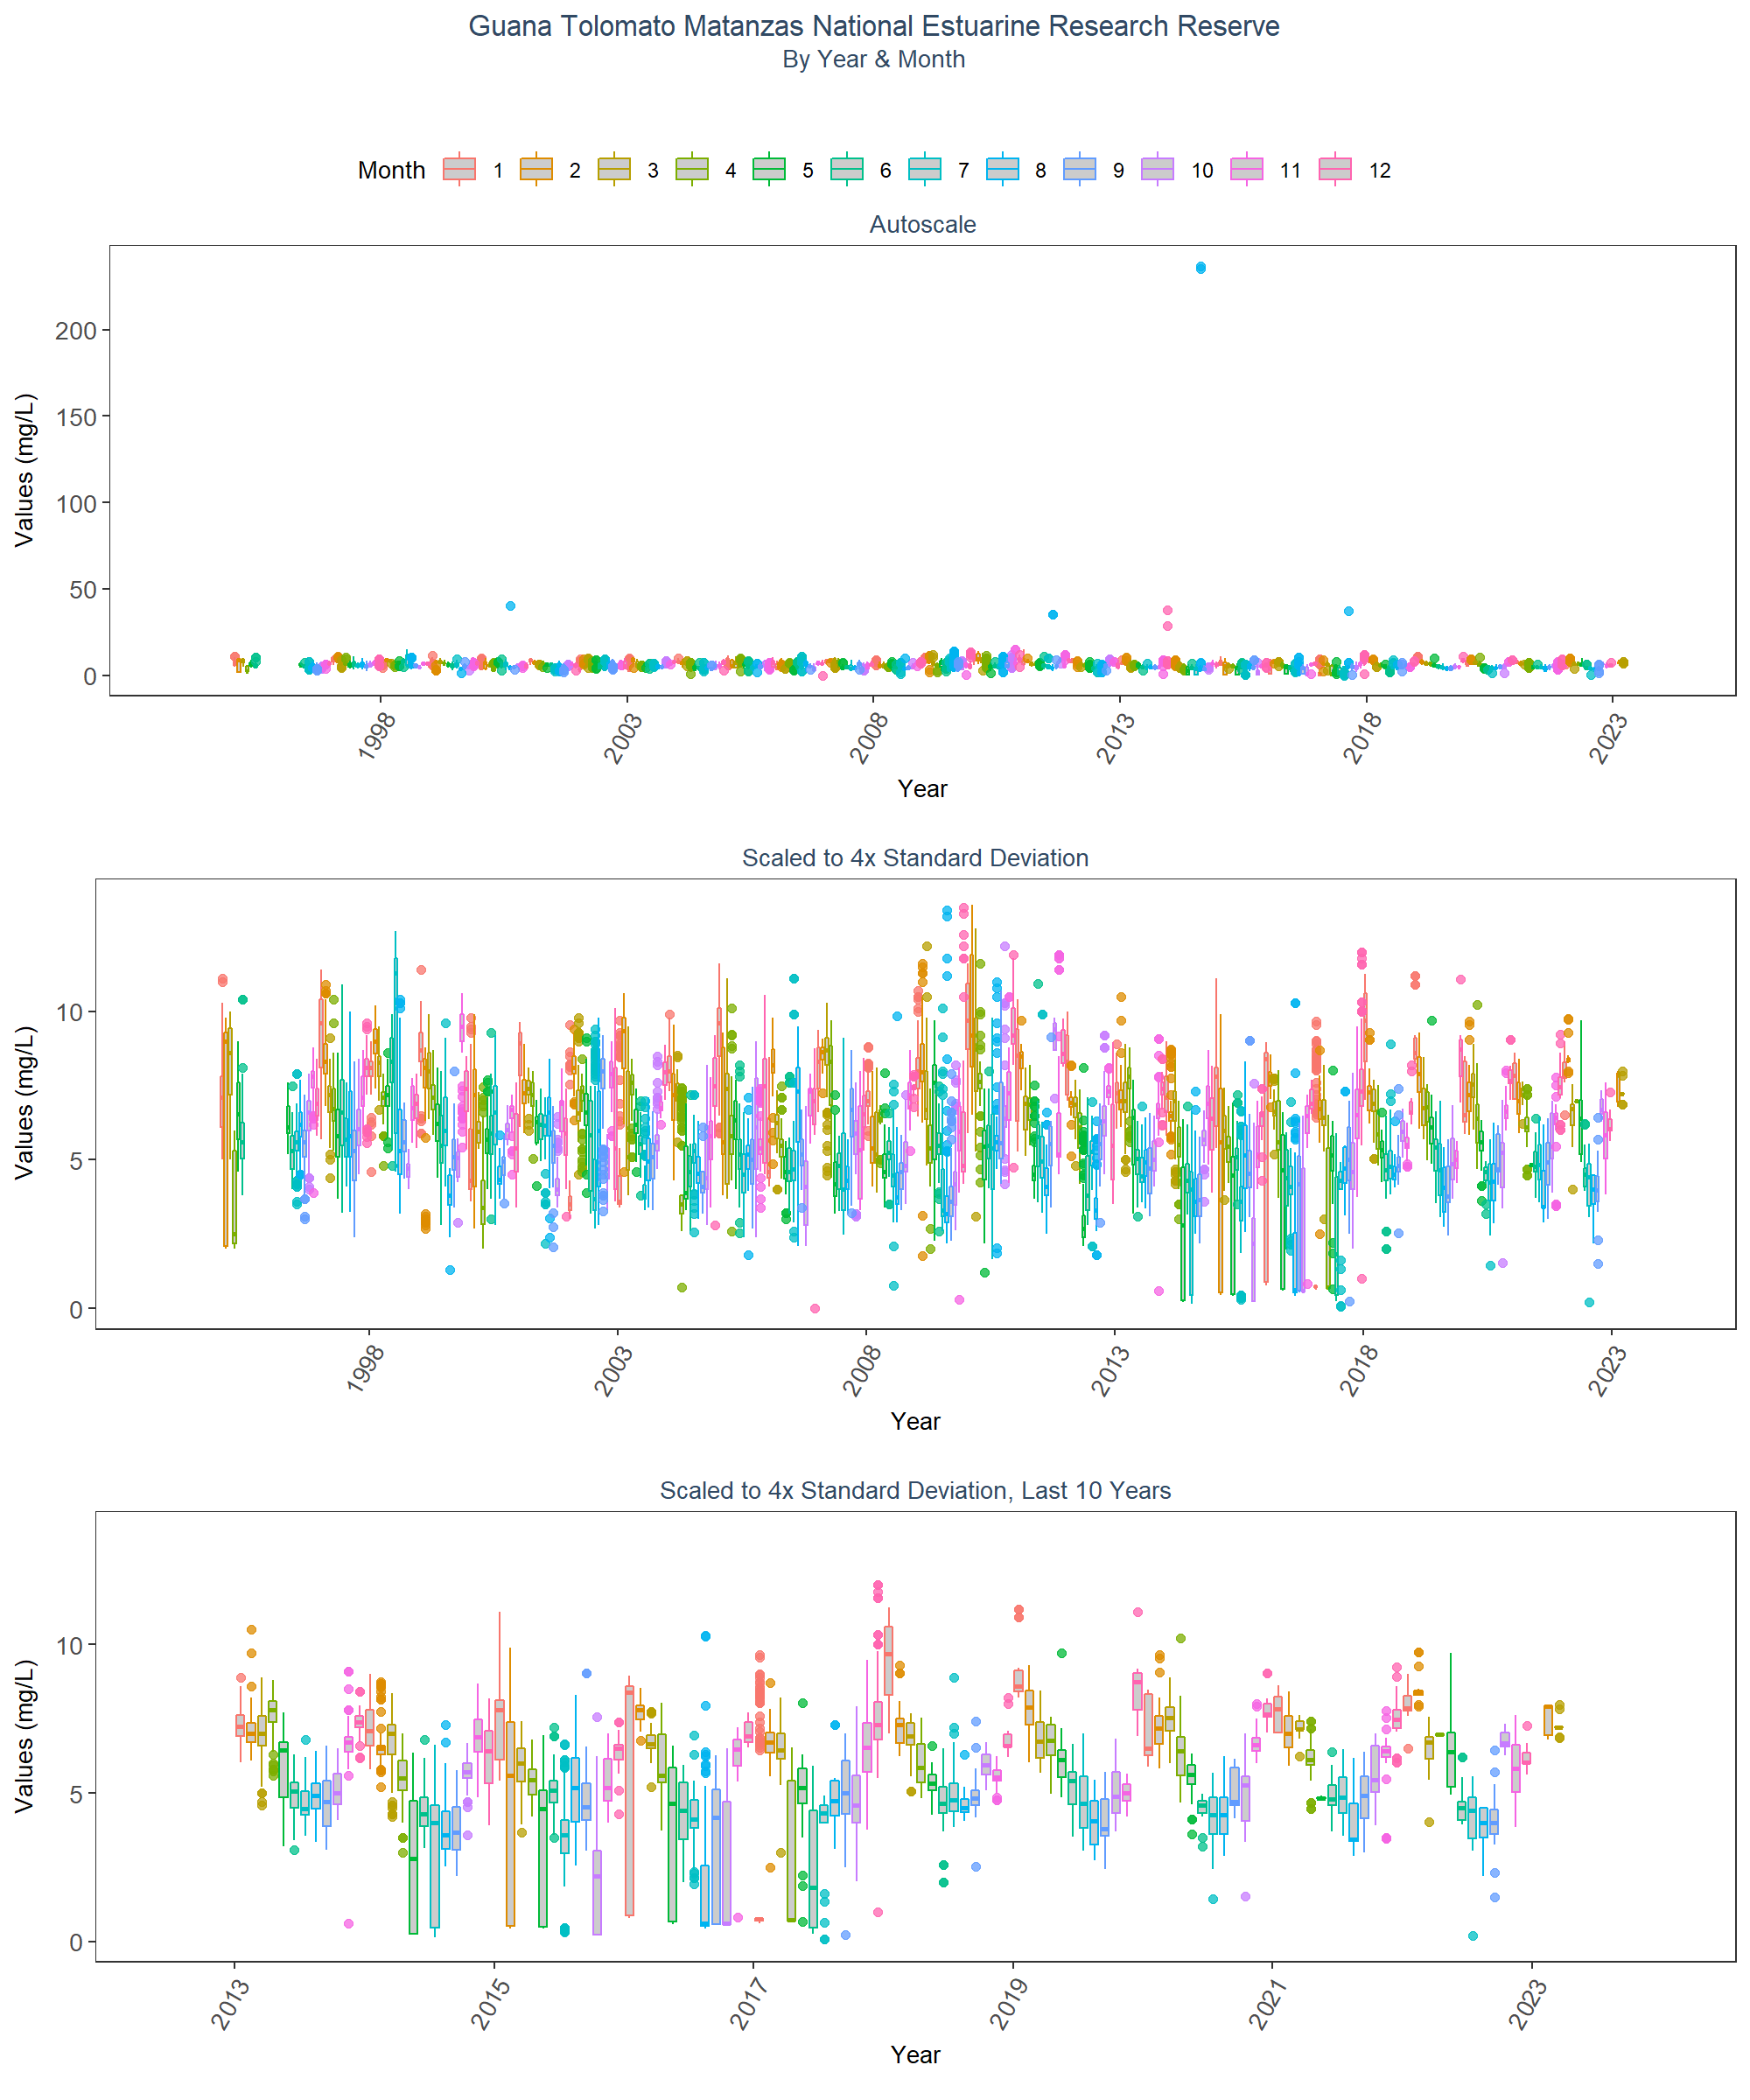 Guana Tolomato Matanzas National Estuarine Research Reserve
By Year & Month
Month 1 2 3 4 5 6 7 8 9 10 11 12
Autoscale
Values (mg/L)
200
150
100
50
0
1998 2003 2008 2013 2018 2023
Year
Scaled to 4x Standard Deviation
Values (mg/L)
10
5
0
1998 2003 2008 2013 2018 2023
Year
Scaled to 4x Standard Deviation, Last 10 Years
Values (mg/L)
10
5
0
2013 2015 2017 2019 2021 2023
Year